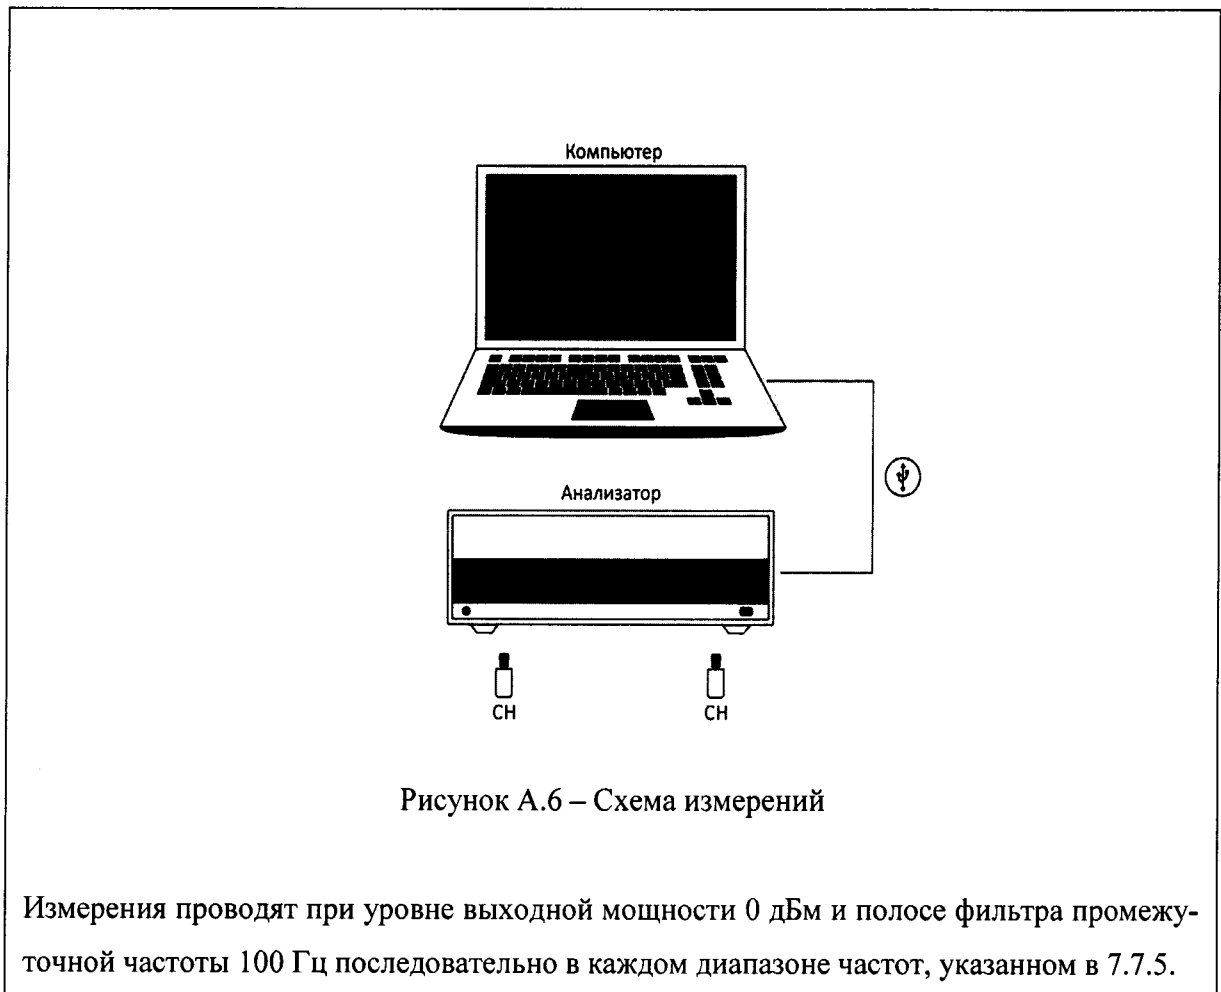 Компьютер
Анализатор
СН
СН
Рисунок А.6 – Схема измерений
Измерения проводят при уровне выходной мощности 0 дБм и полосе фильтра промежу-
точной частоты 100 Гц последовательно в каждом диапазоне частот, указанном в 7.7.5.